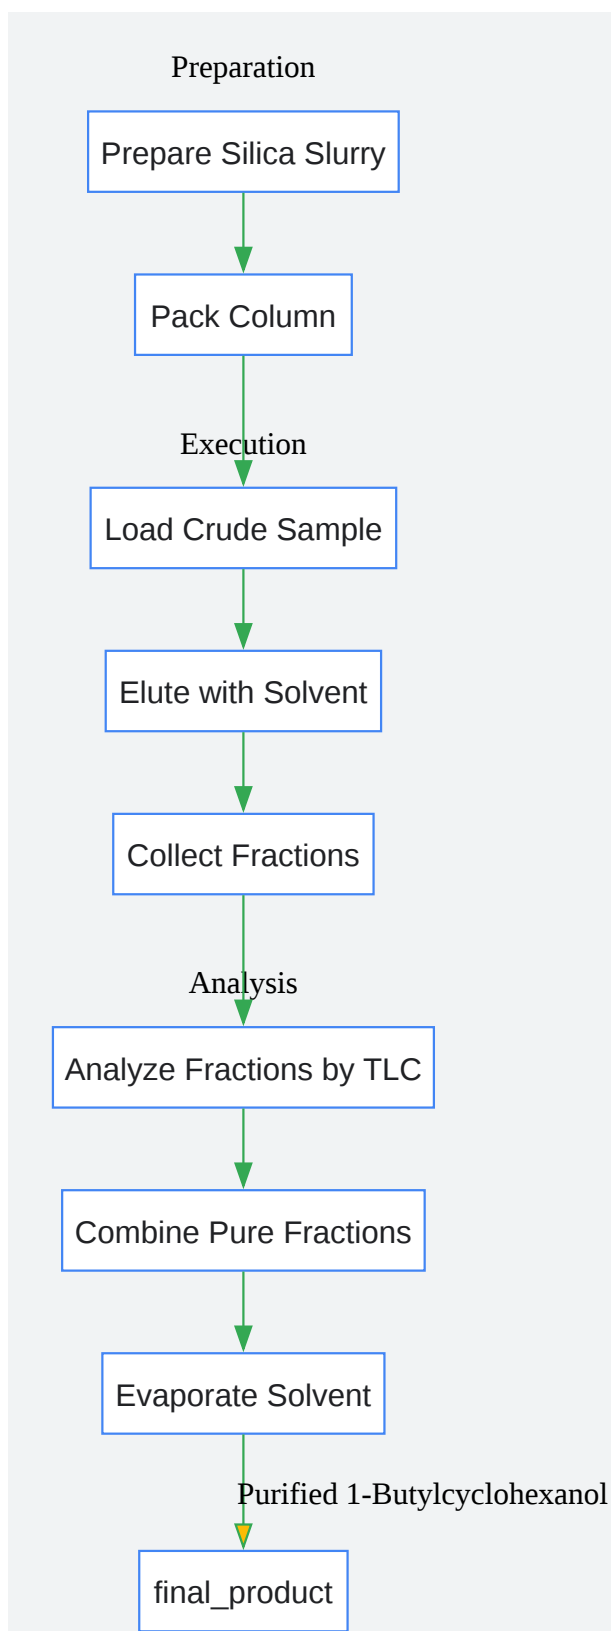 Preparation
Prepare Silica Slurry
Pack Column
Execution
Load Crude Sample
Elute with Solvent
Collect Fractions
Analysis
Analyze Fractions by TLC
Combine Pure Fractions
Evaporate Solvent
Purified 1-Butylcyclohexanol
final_product